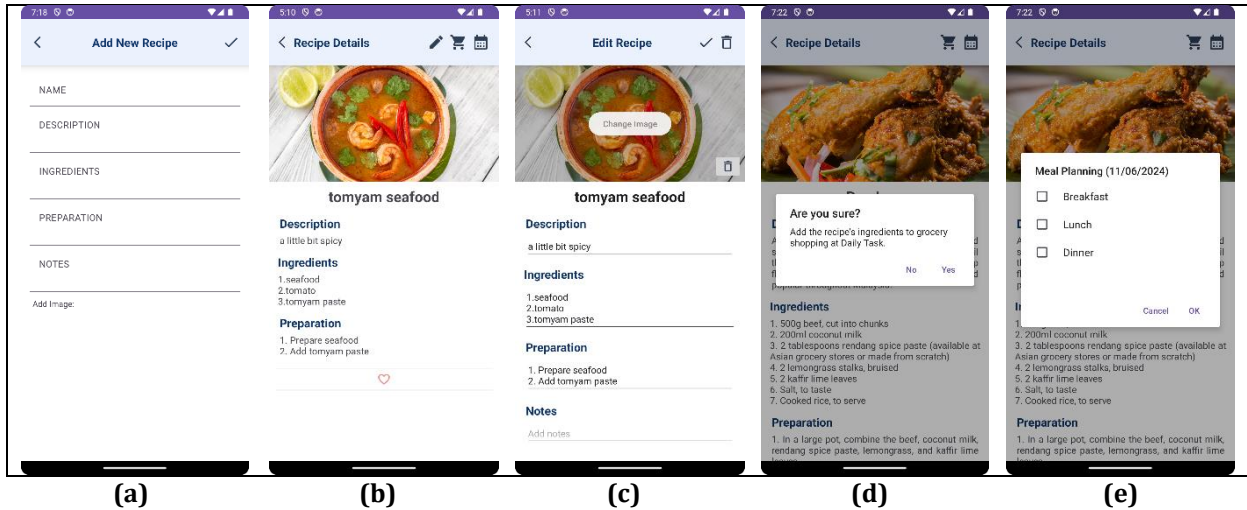 7:18
Add New Recipe
NAME
DESCRIPTION
INGREDIENTS
PREPARATION
NOTES
Add Image:
(a)
5:10
Recipe Details
tomyam seafood
Description
a little bit spicy
Ingredients
1.seafood
2.tomato
3.tomyam paste
Preparation
1. Prepare seafood
2. Add tomyam paste
(b)
5:11
Edit Recipe
Change Image
tomyam seafood
Description
a little bit spicy
Ingredients
1.seafood
2.tomato
3.tomyam paste
Preparation
1. Prepare seafood
2. Add tomyam paste
Notes
Add notes
(c)
7:22
Recipe Details
Are you sure?
Add the recipe's ingredients to grocery
shopping at Daily Task.
No Yes
Ingredients
1. 500g beef, cut into chunks
2. 200ml coconut milk
3. 2 tablespoons rendang spice paste (available at
Asian grocery stores or made from scratch)
4. 2 lemongrass stalks, bruised
5. 2 kaffir lime leaves
6. Salt, to taste
7. Cooked rice, to serve
Preparation
1. In a large pot, combine the beef, coconut milk,
rendang spice paste, lemongrass, and kaffir lime
(d)
7:22
Recipe Details
Meal Planning (11/06/2024)
Breakfast
Lunch
Dinner
Cancel OK
2. 200ml coconut milk
3. 2 tablespoons rendang spice paste (available at
Asian grocery stores or made from scratch)
4. 2 lemongrass stalks, bruised
5. 2 kaffir lime leaves
6. Salt, to taste
7. Cooked rice, to serve
Preparation
1. In a large pot, combine the beef, coconut milk,
rendang spice paste, lemongrass, and kaffir lime
(e)